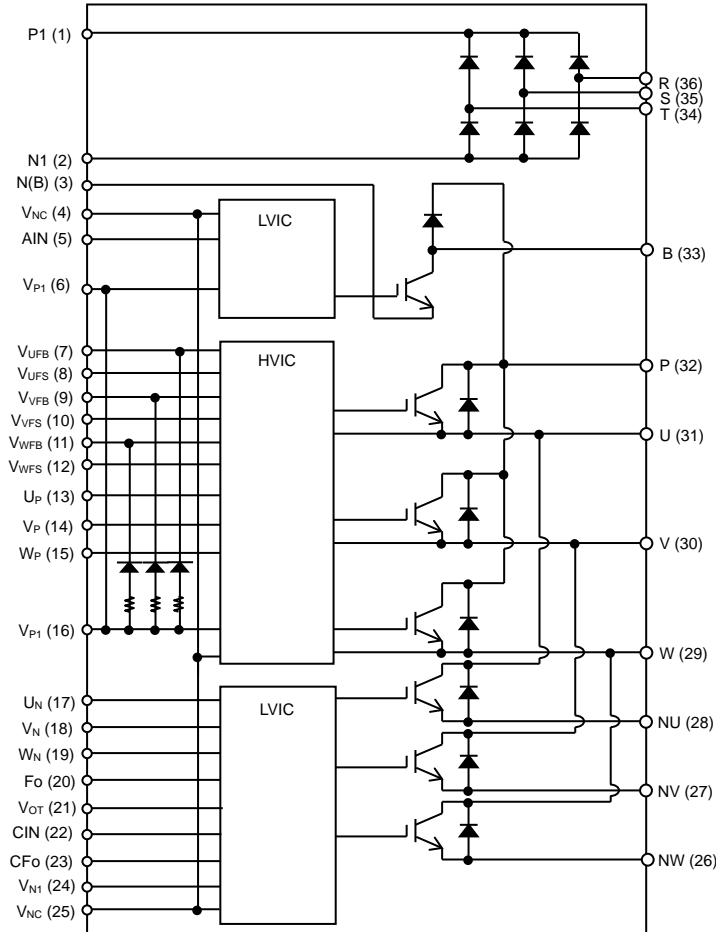 P1 (1)
R (36)
S (35)
T (34)
N1 (2)
N(B) (3)
VNC (4)
LVIC
AIN (5)
B (33)
VP1 (6)
VUFB (7)
HVIC
P (32)
VUFS (8)
VVFB (9)
VVFS (10)
U (31)
VWFB (11)
VWFS (12)
UP (13)
VP (14)
V (30)
WP (15)
VP1 (16)
W (29)
UN (17)
LVIC
NU (28)
VN (18)
WN (19)
Fo (20)
NV (27)
VOT (21)
CIN (22)
CFo (23)
NW (26)
VN1 (24)
VNC (25)